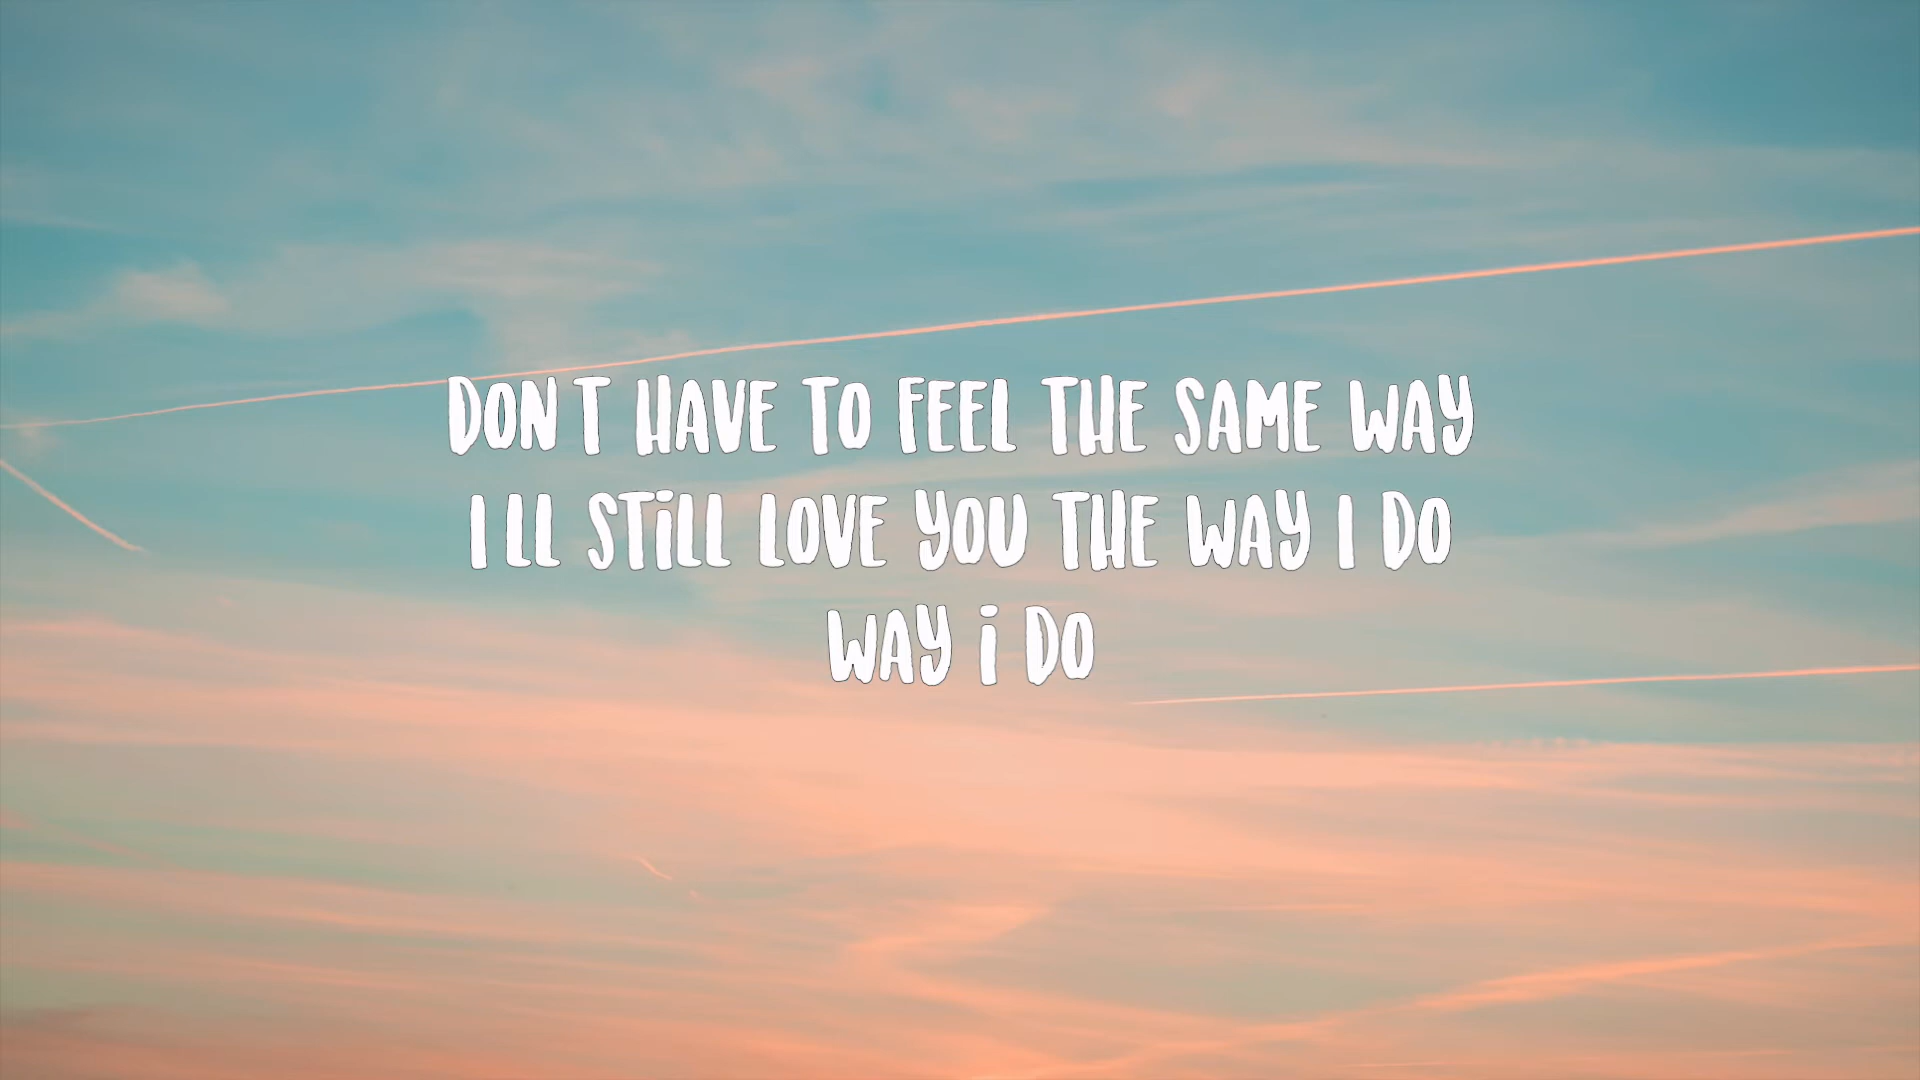 DON T HAVE TO FEEL THE SAME WAY
I LL STiLL LOVE YOU THE WAY I DO
WAY i DO